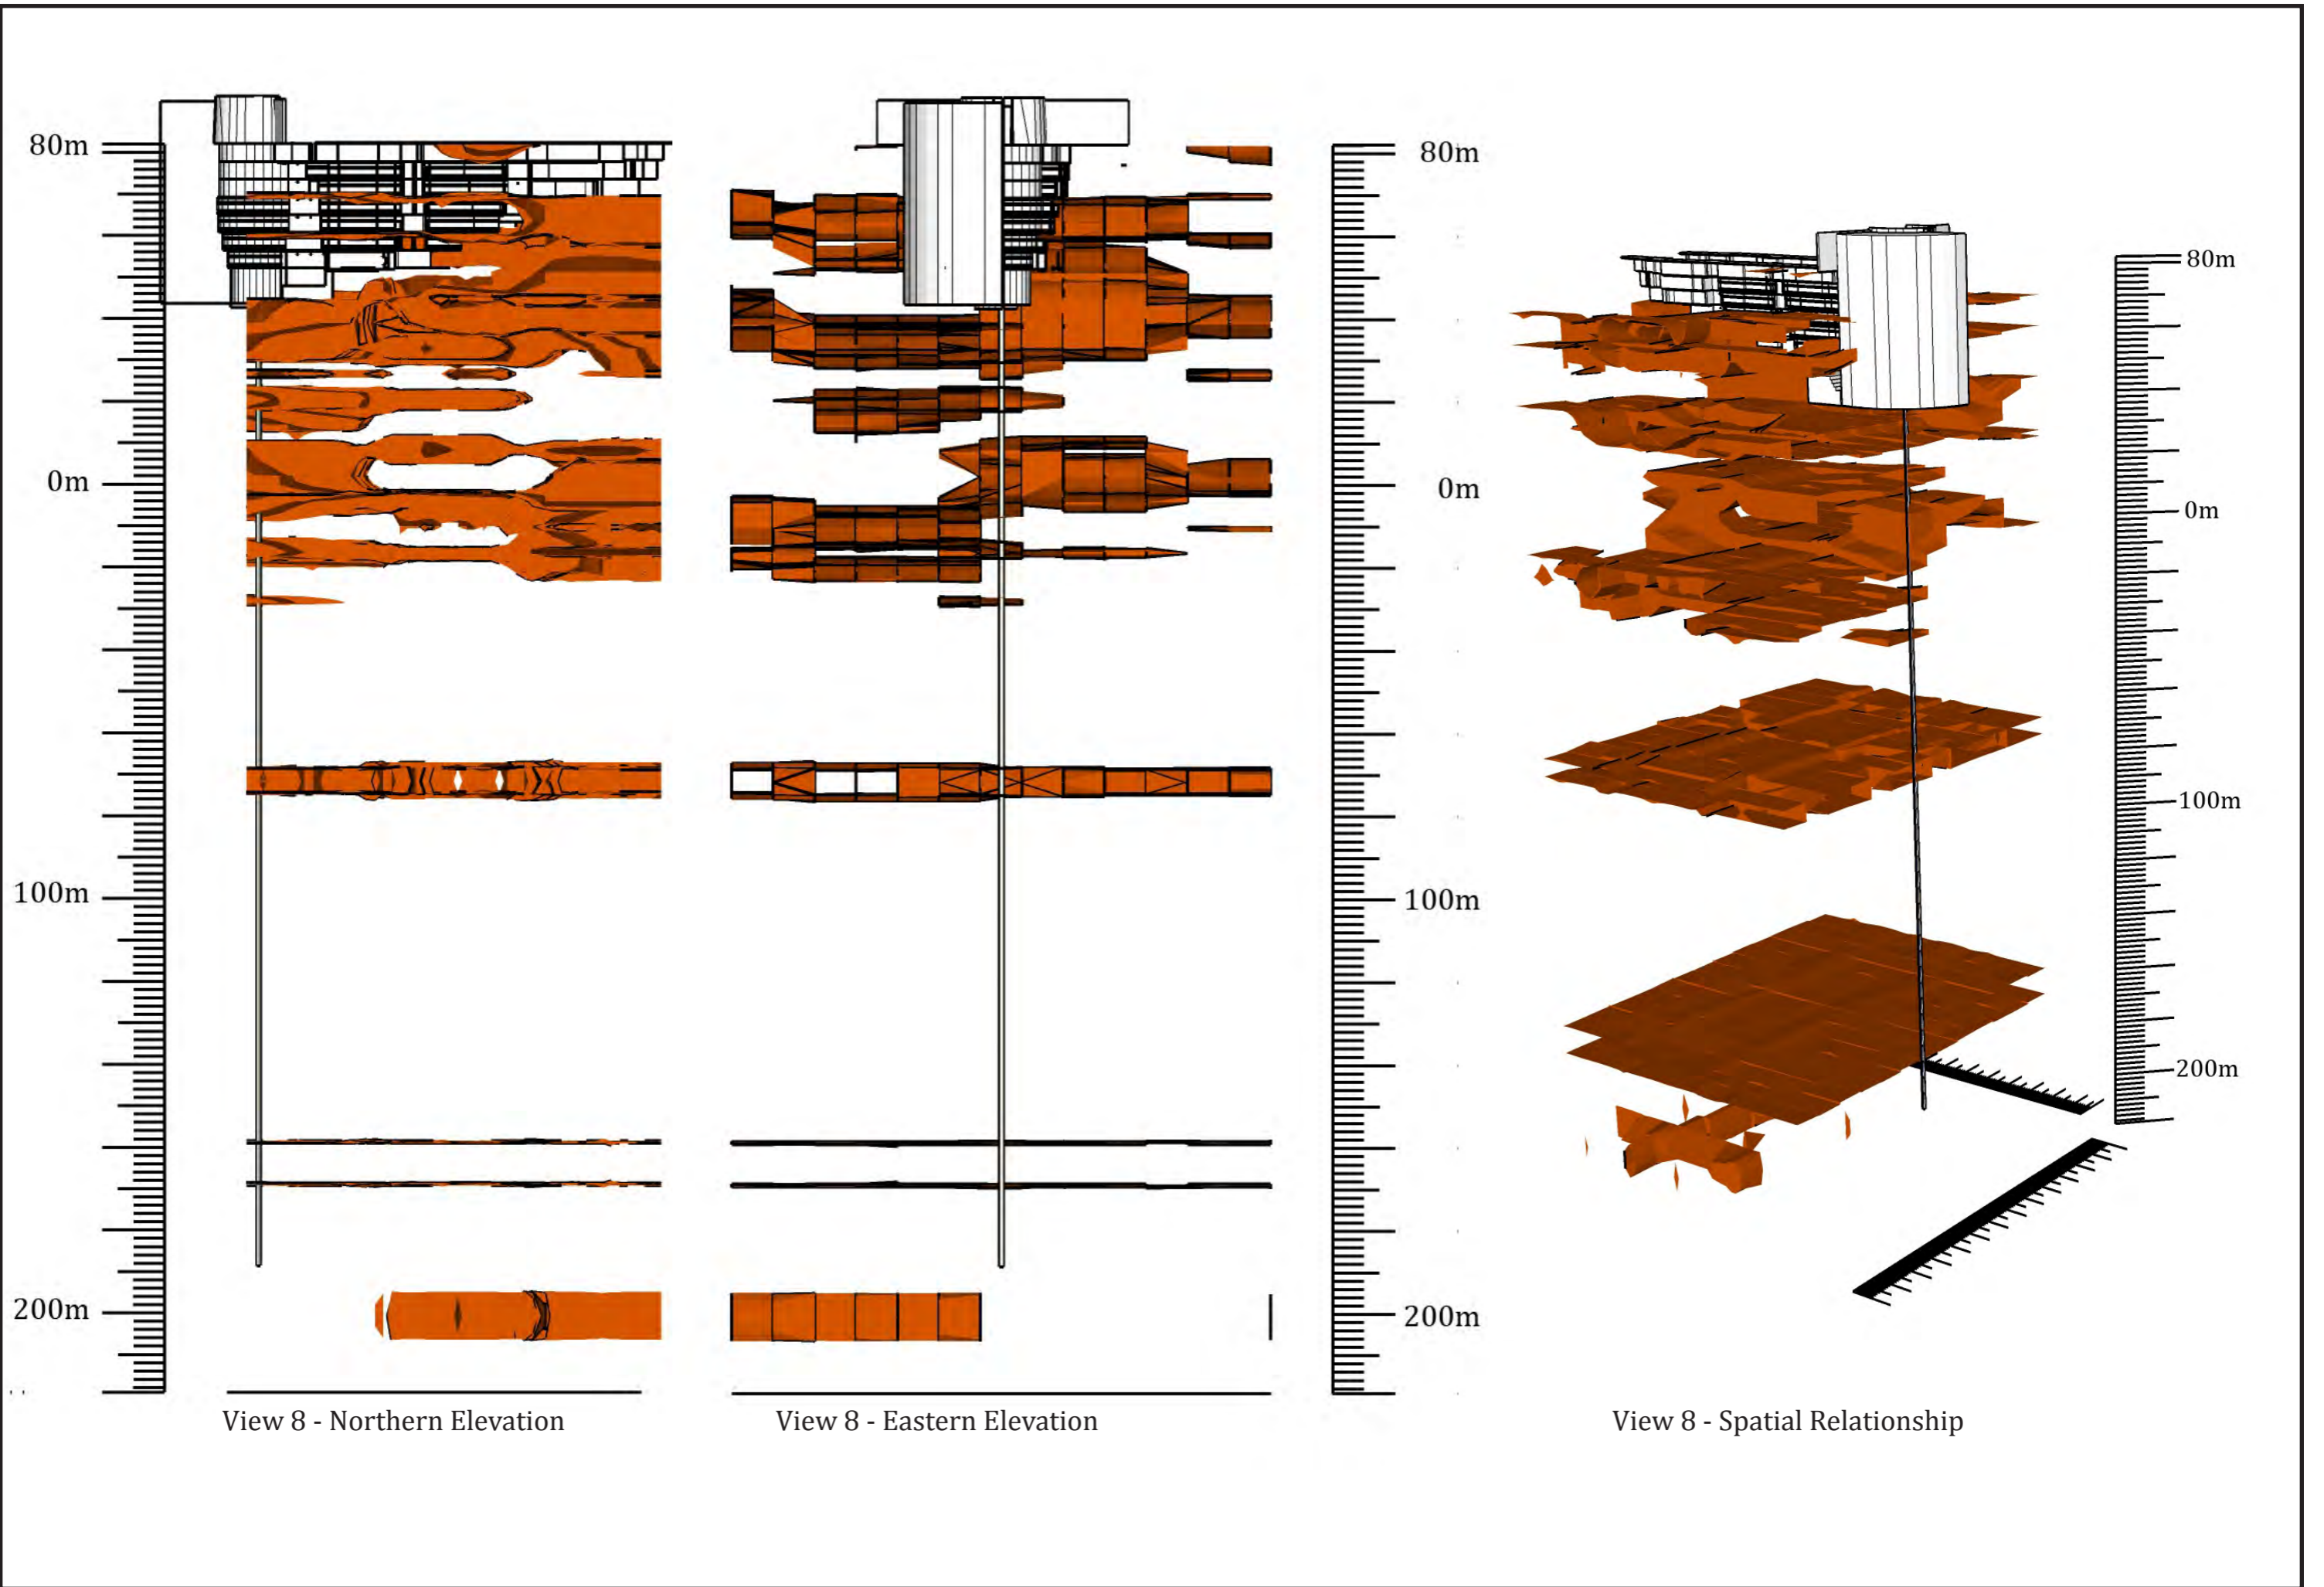 80m
0m
100m
200m
80m
0m
100m
200m
80m
0m
100m
200m
View 8 - Northern Elevation
View 8 - Eastern Elevation
View 8 - Spatial Relationship